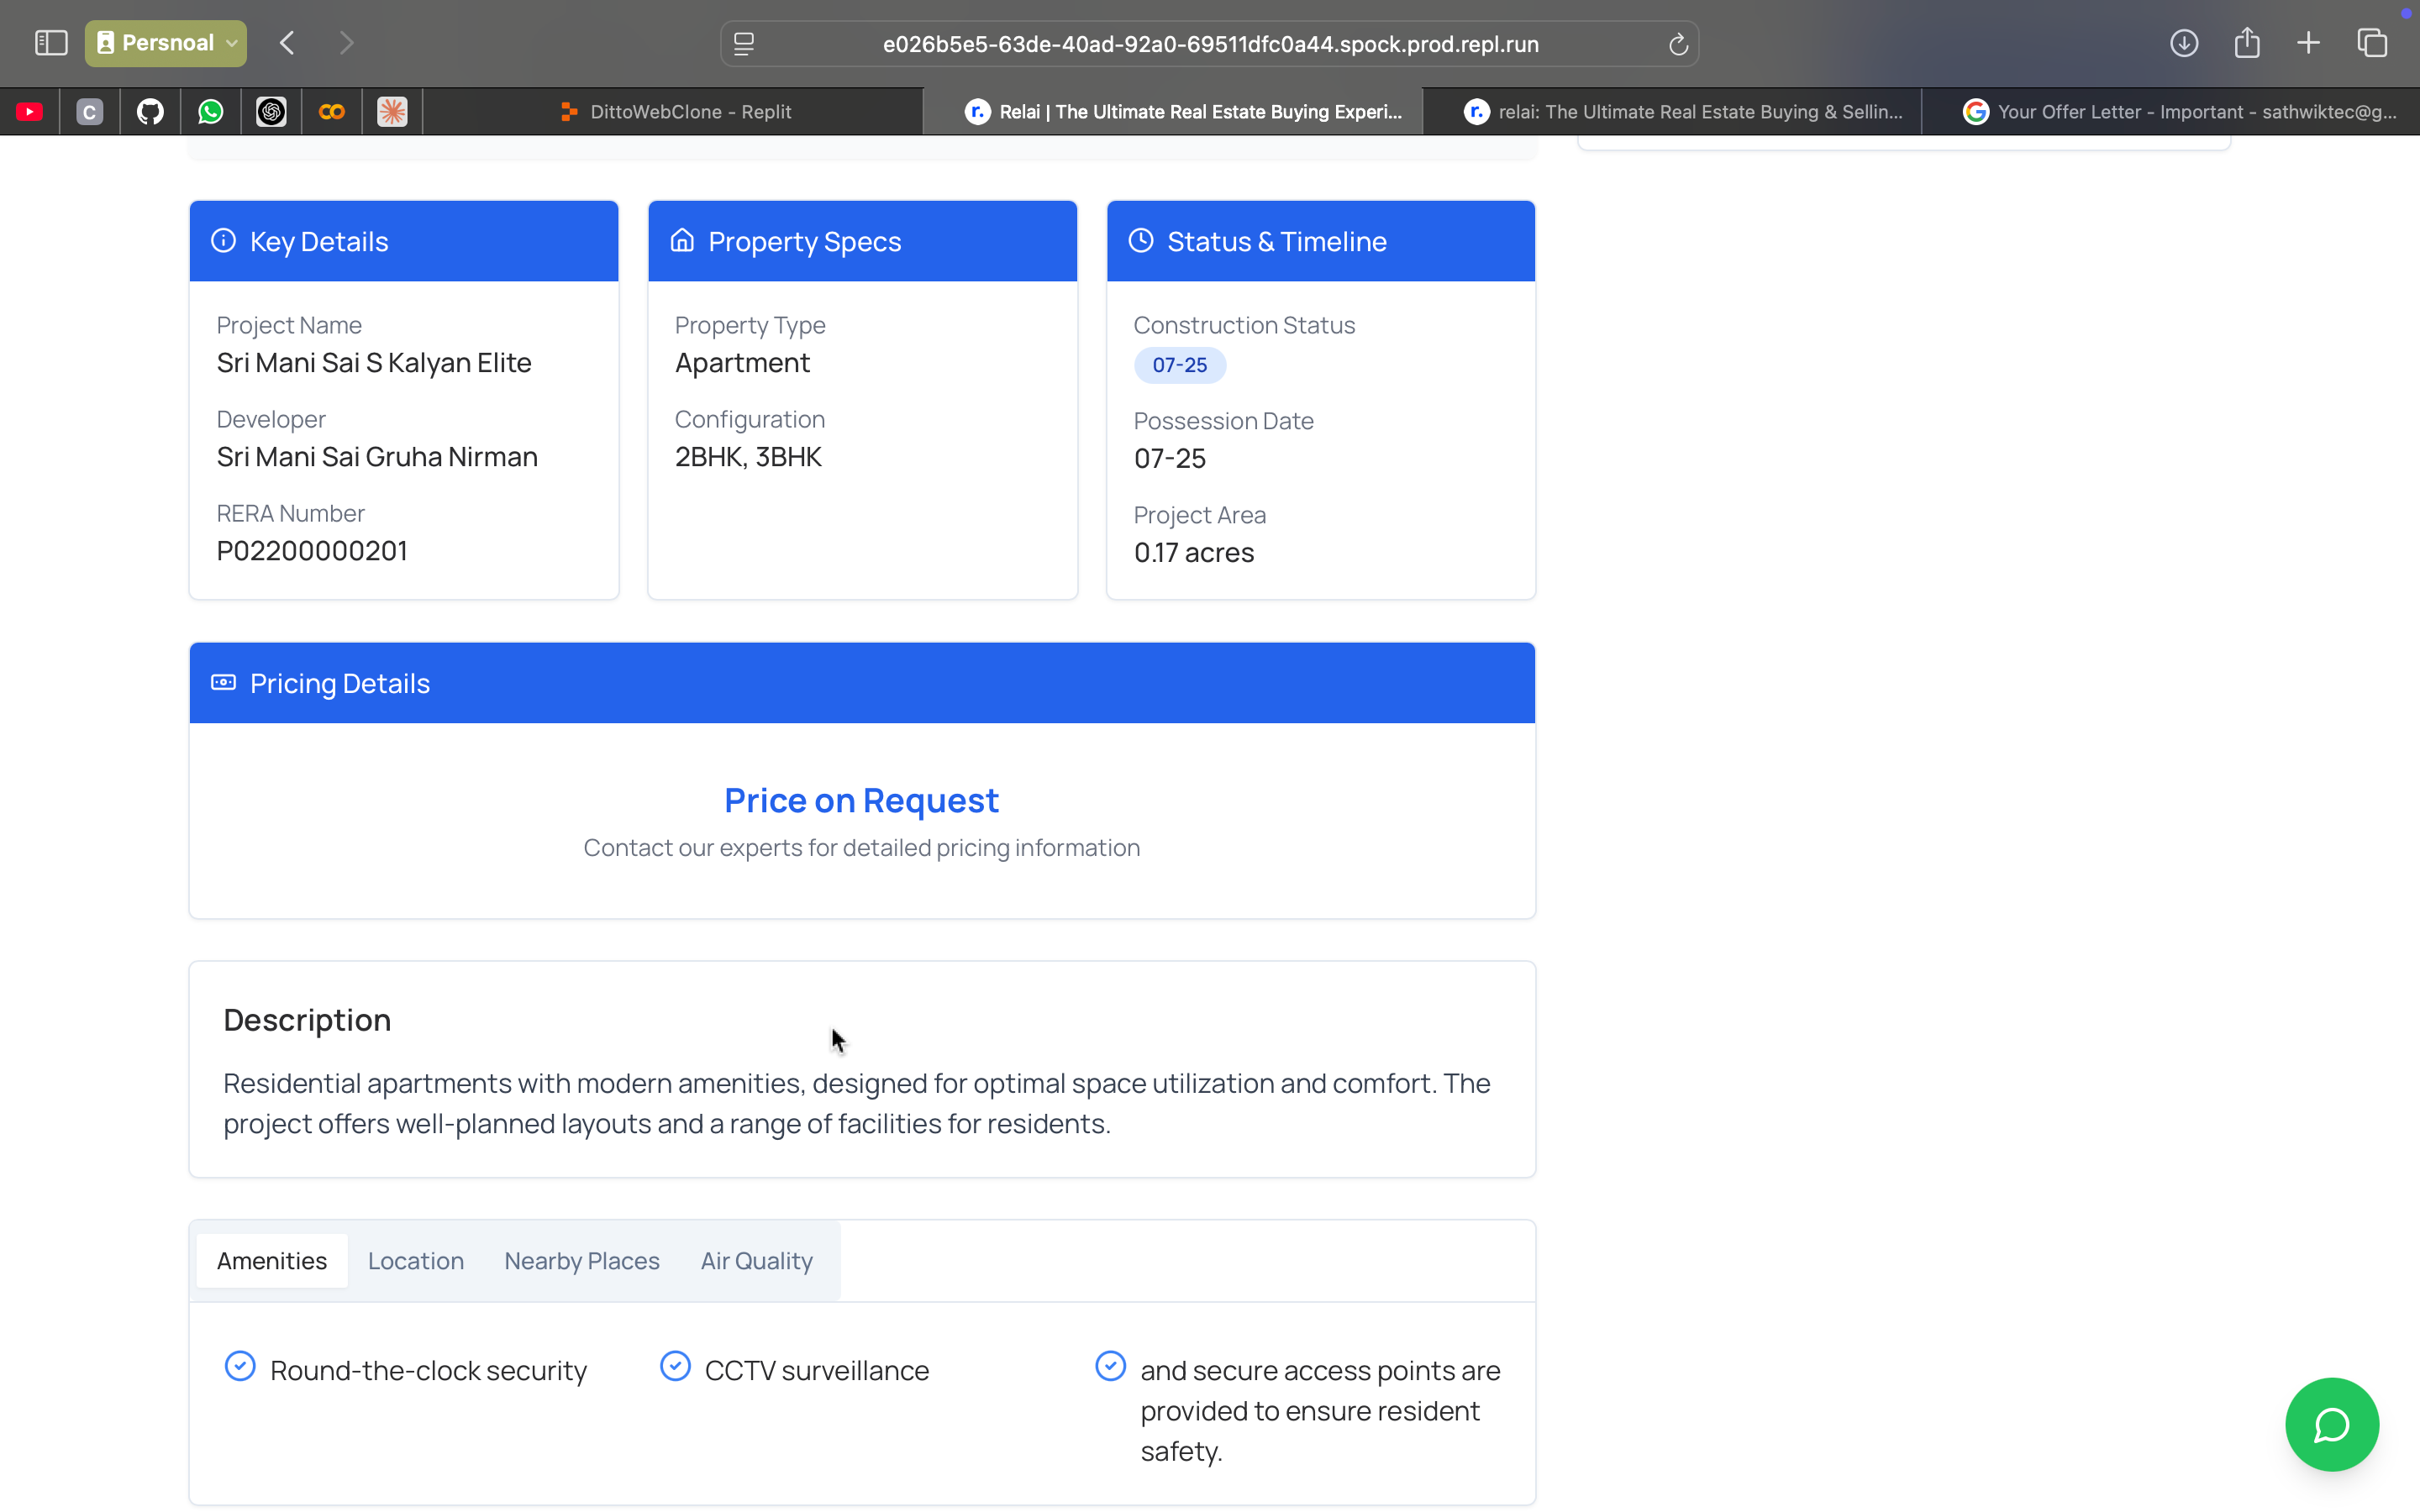 Persnoal
e026b5e5-63de-40ad-92a0-69511dfc0a44.spock.prod.repl.run
C
DittoWebClone - Replit
r.
Relai | The Ultimate Real Estate Buying Experi...
r.
relai: The Ultimate Real Estate Buying & Sellin...
Your Offer Letter - Important - sathwiktec@g...
Key Details
Project Name
Sri Mani Sai S Kalyan Elite
Developer
Sri Mani Sai Gruha Nirman
RERA Number
P02200000201
Property Specs
Property Type
Apartment
Configuration
2BHK, 3BHK
Status & Timeline
Construction Status
07-25
Possession Date
07-25
Project Area
0.17 acres
Pricing Details
Price on Request
Contact our experts for detailed pricing information
Description
Residential apartments with modern amenities, designed for optimal space utilization and comfort. The
project offers well-planned layouts and a range of facilities for residents.
Amenities
Location
Nearby Places
Air Quality
Round-the-clock security
CCTV surveillance
and secure access points are
provided to ensure resident
safety.